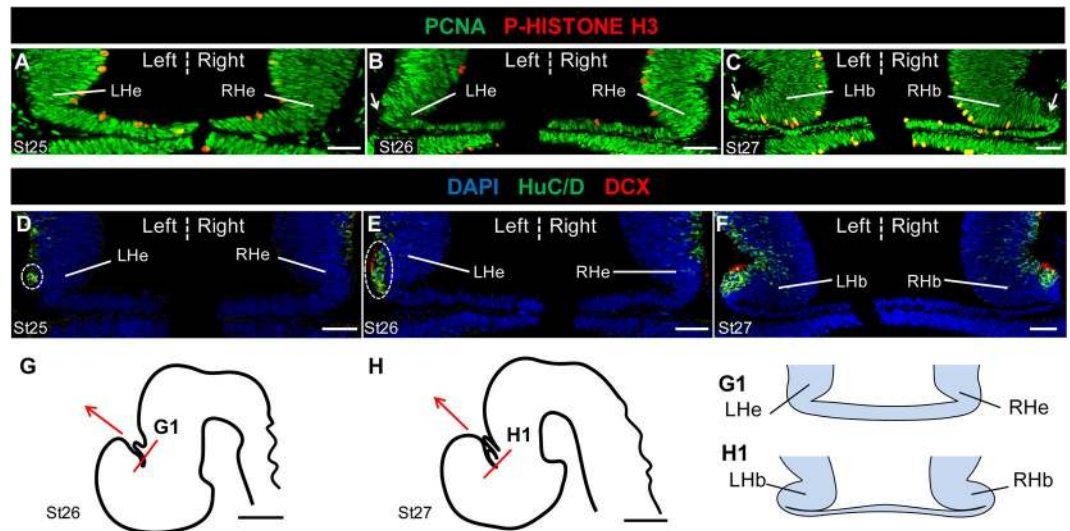 PCNA P-HISTONE H3
A Left Right B Left Right C Left Right
LHe RHe LHe RHe LHb RHb
St25 St26 St27
DAPI HuC/D DCX
D Left Right E Left Right F Left Right
LHe RHe LHe RHe LHb RHb
St25 St26 St27
G H G1
LHe RHe
G1 H1 H1
LHb RHb
St26 St27